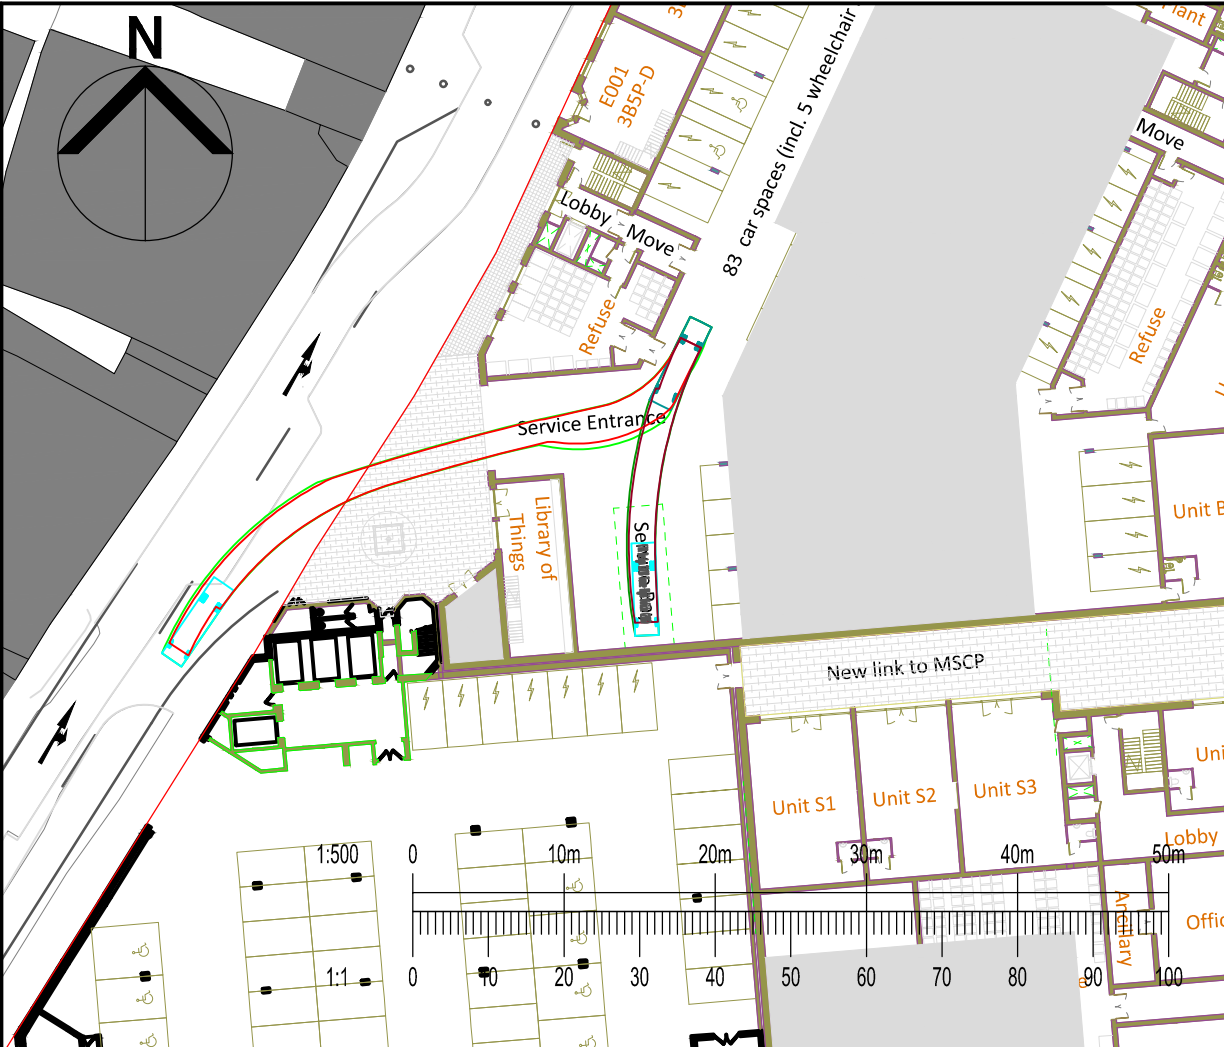 N
E001
3B5P-D
83 car spaces (incl. 5 wheelchair
Plant
Move
Lobby
Move
Refuse
Refuse
Service Entrance
Library of
Things
Unit B
New link to MSCP
Unit S1
Unit S2
Unit S3
Lobby
Ancillary
1:500
0
10m
20m
30m
40m
50m
1:1
0
10
20
30
40
50
60
70
80
90
100